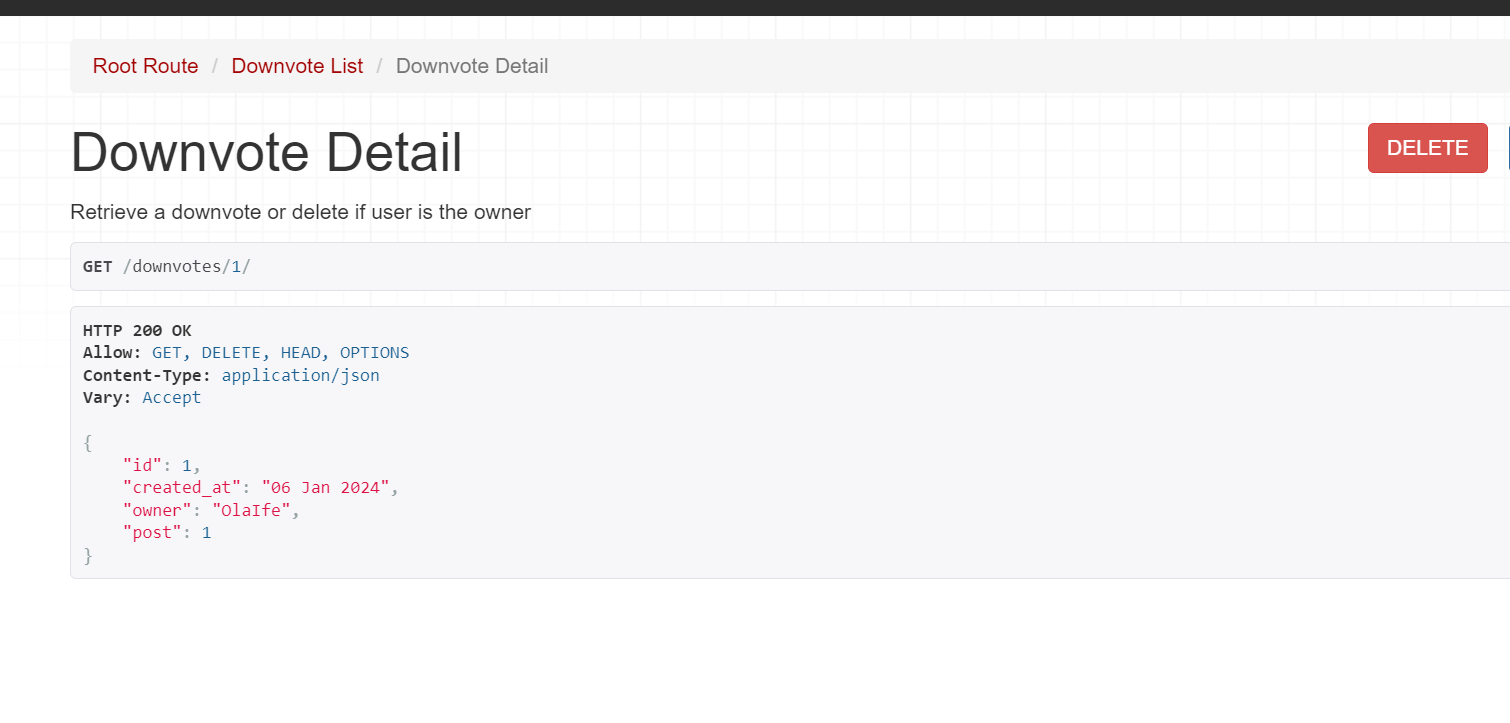 Root Route / Downvote List / Downvote Detail
Downvote Detail
DELETE
Retrieve a downvote or delete if user is the owner
GET /downvotes/1/
HTTP 200 OK
Allow: GET, DELETE, HEAD, OPTIONS
Content-Type: application/json
Vary: Accept
{
    "id": 1,
    "created_at": "06 Jan 2024",
    "owner": "OlaIfe",
    "post": 1
}